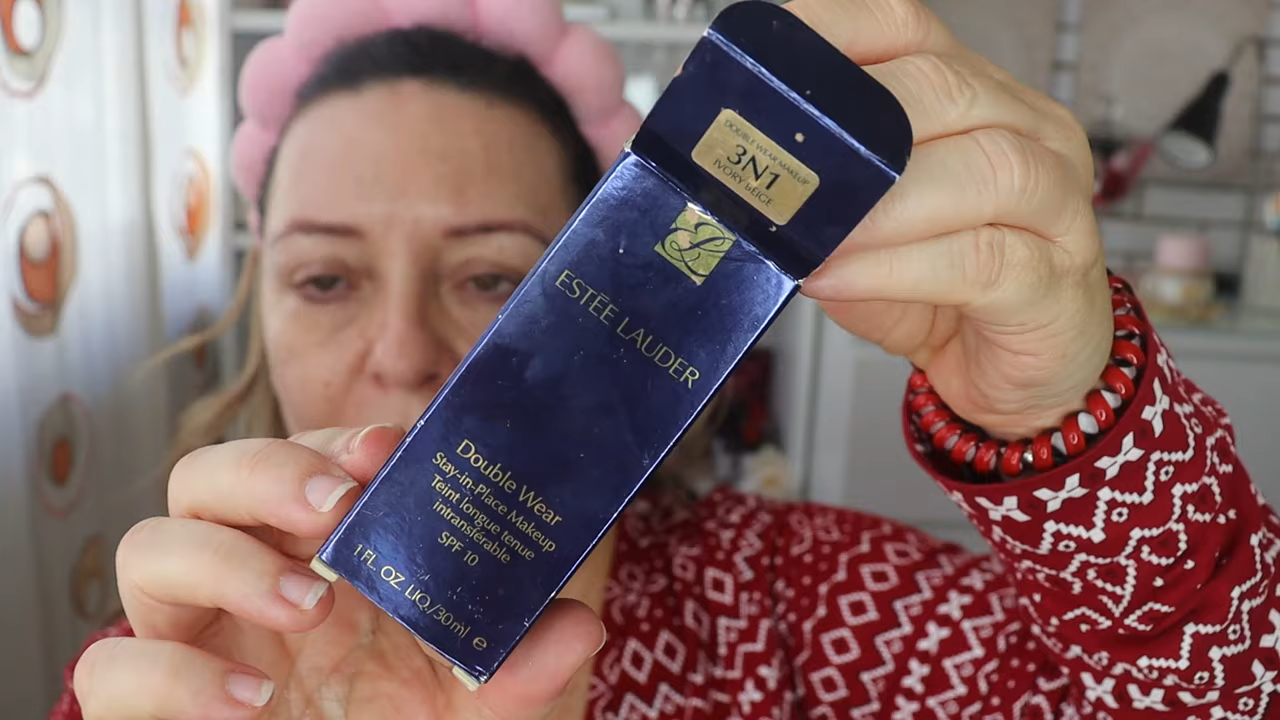 DOUBLE WEAR MAKEUP
3N1
IVORY BEIGE
ESTĒE LAUDER
Double Wear
Stay-in-Place Makeup
Teint longue tenue
intransférable
SPF 10
1 FL. OZ. LIQ./30ml e